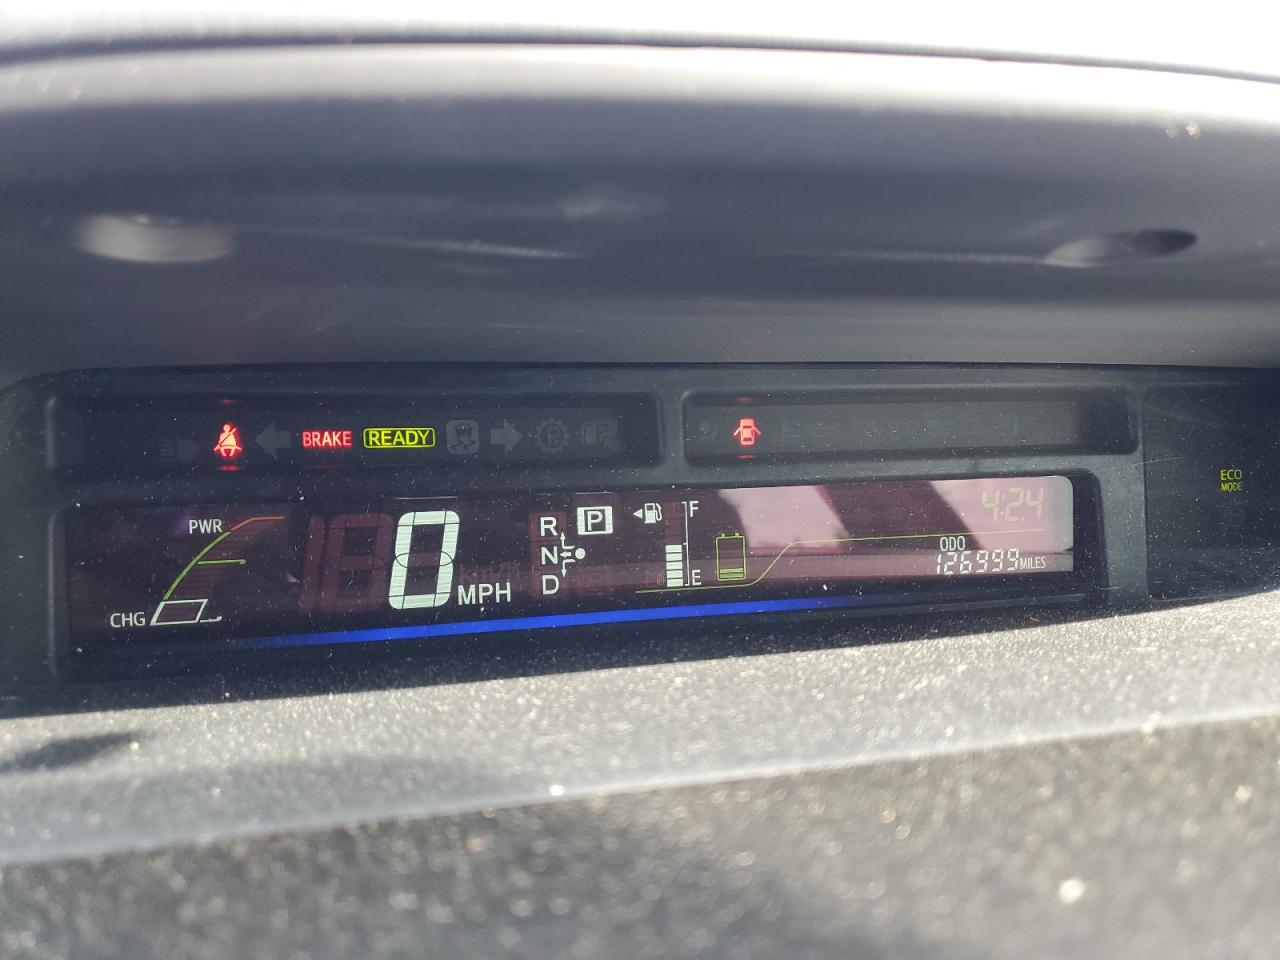 BRAKE READY
ECO
MODE
PWR
CHG
0 MPH
R
N
D
P
F
E
4:24
ODO
126999 MILES